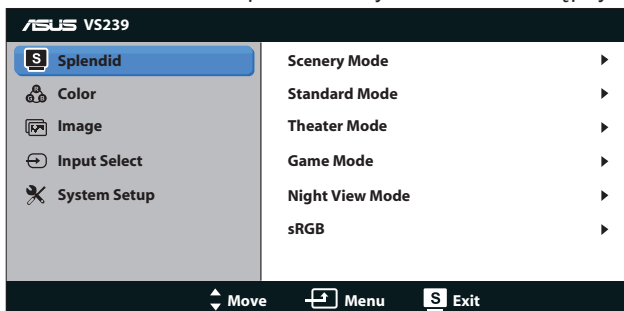 ASUS VS239
S Splendid
Color
Image
Input Select
System Setup
Scenery Mode
Standard Mode
Theater Mode
Game Mode
Night View Mode
sRGB
Move Menu S Exit